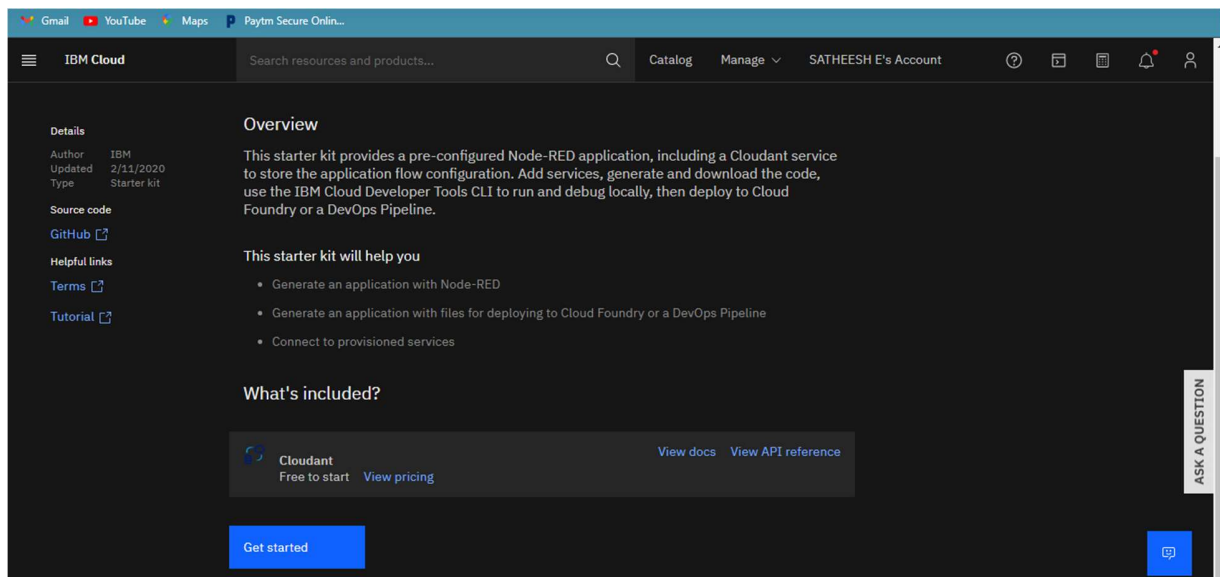 Gmail YouTube Maps Paytm Secure Onlin...
IBM Cloud Search resources and products... Catalog Manage SATHEESH E's Account
Details
Author IBM
Updated 2/11/2020
Type Starter kit
Source code
GitHub
Helpful links
Terms
Tutorial
Overview
This starter kit provides a pre-configured Node-RED application, including a Cloudant service
to store the application flow configuration. Add services, generate and download the code,
use the IBM Cloud Developer Tools CLI to run and debug locally, then deploy to Cloud
Foundry or a DevOps Pipeline.
This starter kit will help you
• Generate an application with Node-RED
• Generate an application with files for deploying to Cloud Foundry or a DevOps Pipeline
• Connect to provisioned services
What's included?
Cloudant View docs View API reference
Free to start View pricing
Get started
ASK A QUESTION